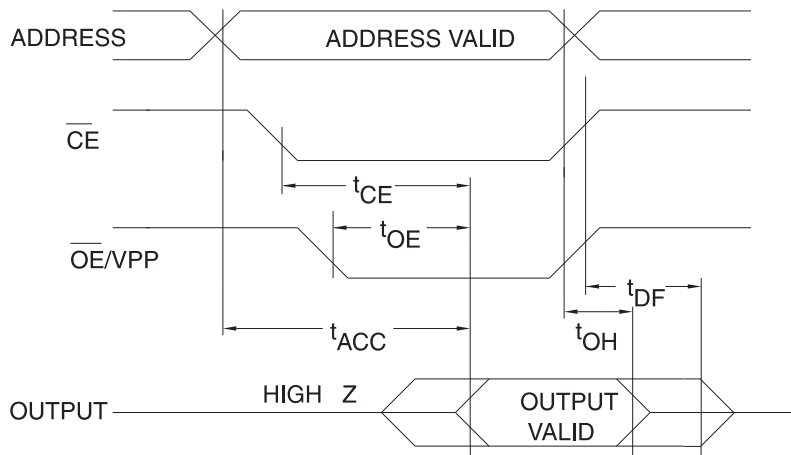 ADDRESS
ADDRESS VALID
CE
tCE
tOE
OE/VPP
tDF
tACC
tOH
HIGH Z
OUTPUT
OUTPUT
VALID